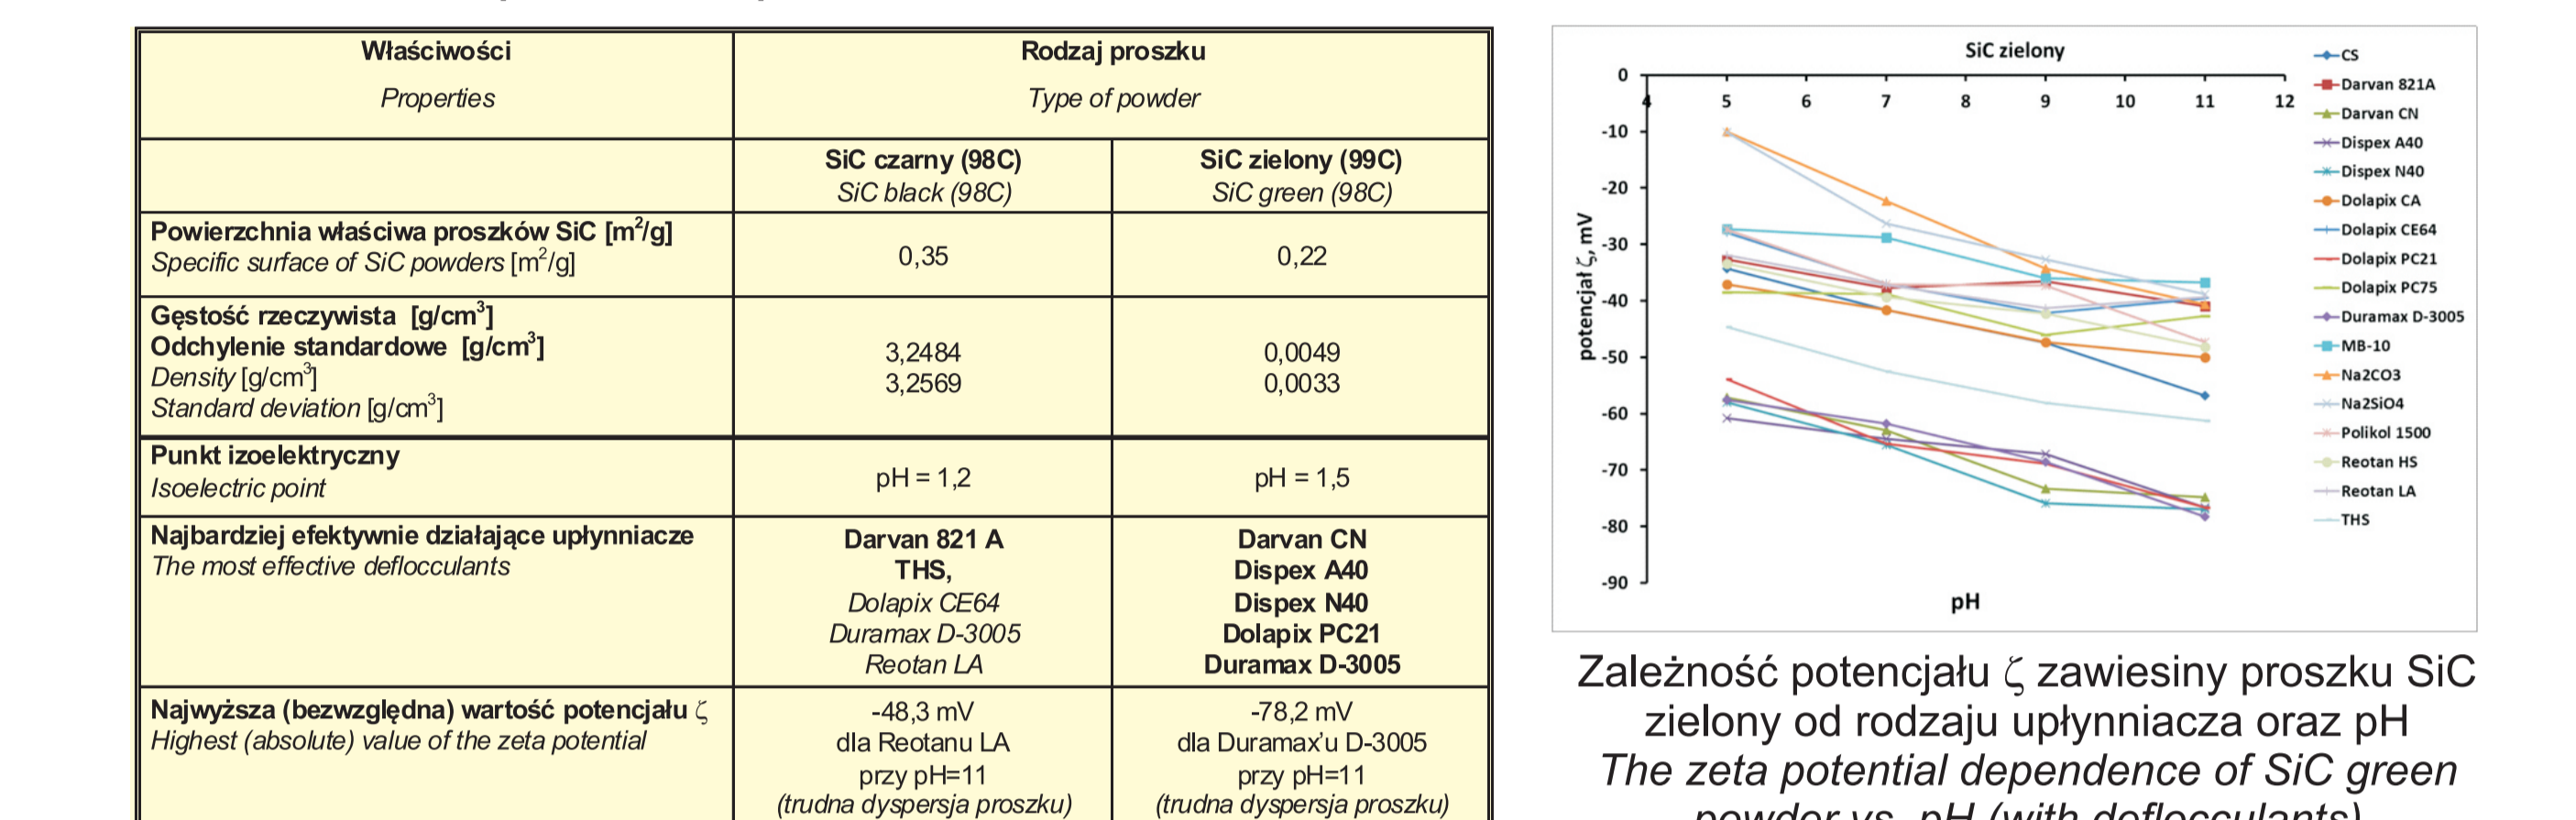 Właściwości
Properties
Rodzaj proszku
Type of powder
SiC czarny (98C)
SiC black (98C)
SiC zielony (99C)
SiC green (98C)
Powierzchnia właściwa proszków SiC [m²/g]
Specific surface of SiC powders [m²/g]
0,35
0,22
Gęstość rzeczywista [g/cm³]
Odchylenie standardowe [g/cm³]
Density [g/cm³]
Standard deviation [g/cm³]
3,2484
3,2569
0,0049
0,0033
Punkt izoelektryczny
Isoelectric point
pH = 1,2
pH = 1,5
Najbardziej efektywnie działające upłynniacze
The most effective deflocculants
Darvan 821 A
THS,
Dolapix CE64
Duramax D-3005
Reotan LA
Darvan CN
Dispex A40
Dispex N40
Dolapix PC21
Duramax D-3005
Najwyższa (bezwzględna) wartość potencjału ζ
Highest (absolute) value of the zeta potential
-48,3 mV
dla Reotanu LA
przy pH=11
(trudna dyspersja proszku)
-78,2 mV
dla Duramax’u D-3005
przy pH=11
(trudna dyspersja proszku)
SiC zielony
0
-10
-20
-30
-40
-50
-60
-70
-80
-90
4 5 6 7 8 9 10 11 12
potencjał ζ, mV
pH
CS
Darvan 821A
Darvan CN
Dispex A40
Dispex N40
Dolapix CA
Dolapix CE64
Dolapix PC21
Dolapix PC75
Duramax D-3005
MB-10
Na2CO3
Na2SiO4
Polikol 1500
Reotan HS
Reotan LA
THS
Zależność potencjału ζ zawiesiny proszku SiC
zielony od rodzaju upłynniacza oraz pH
The zeta potential dependence of SiC green
powder vs. pH (with deflocculants)